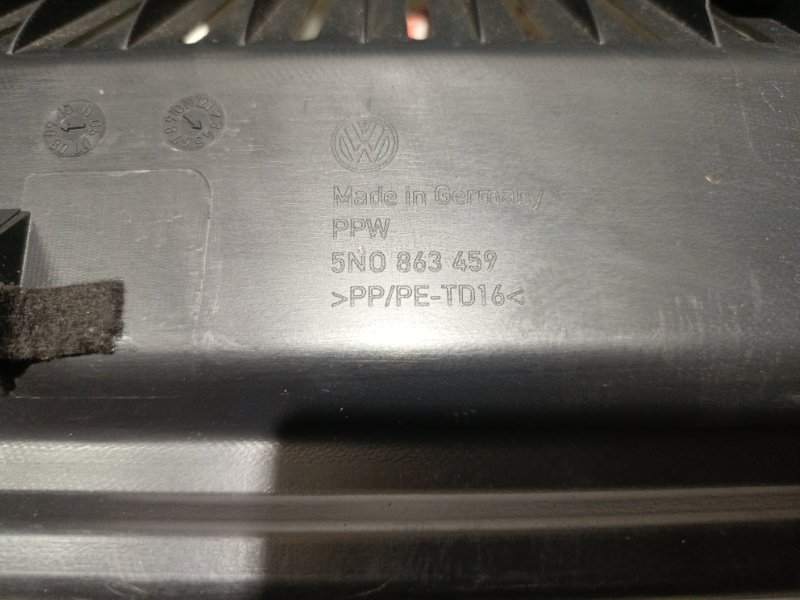 Made in Germany
PPW
5N0 863 459
>PP/PE-TD16<